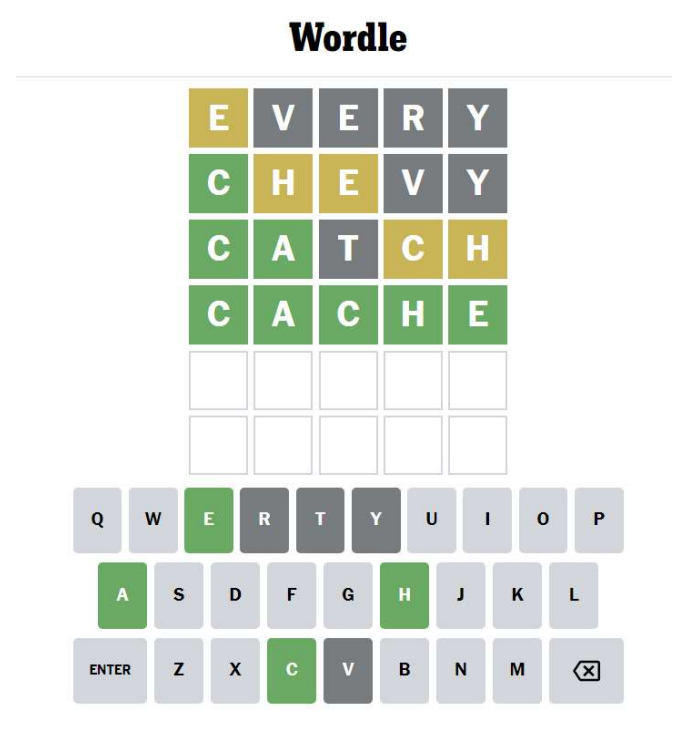 Wordle
E V E R Y
C H E V Y
C A T C H
C A C H E
Q W E R T Y U I O P
A S D F G H J K L
ENTER Z X C V B N M